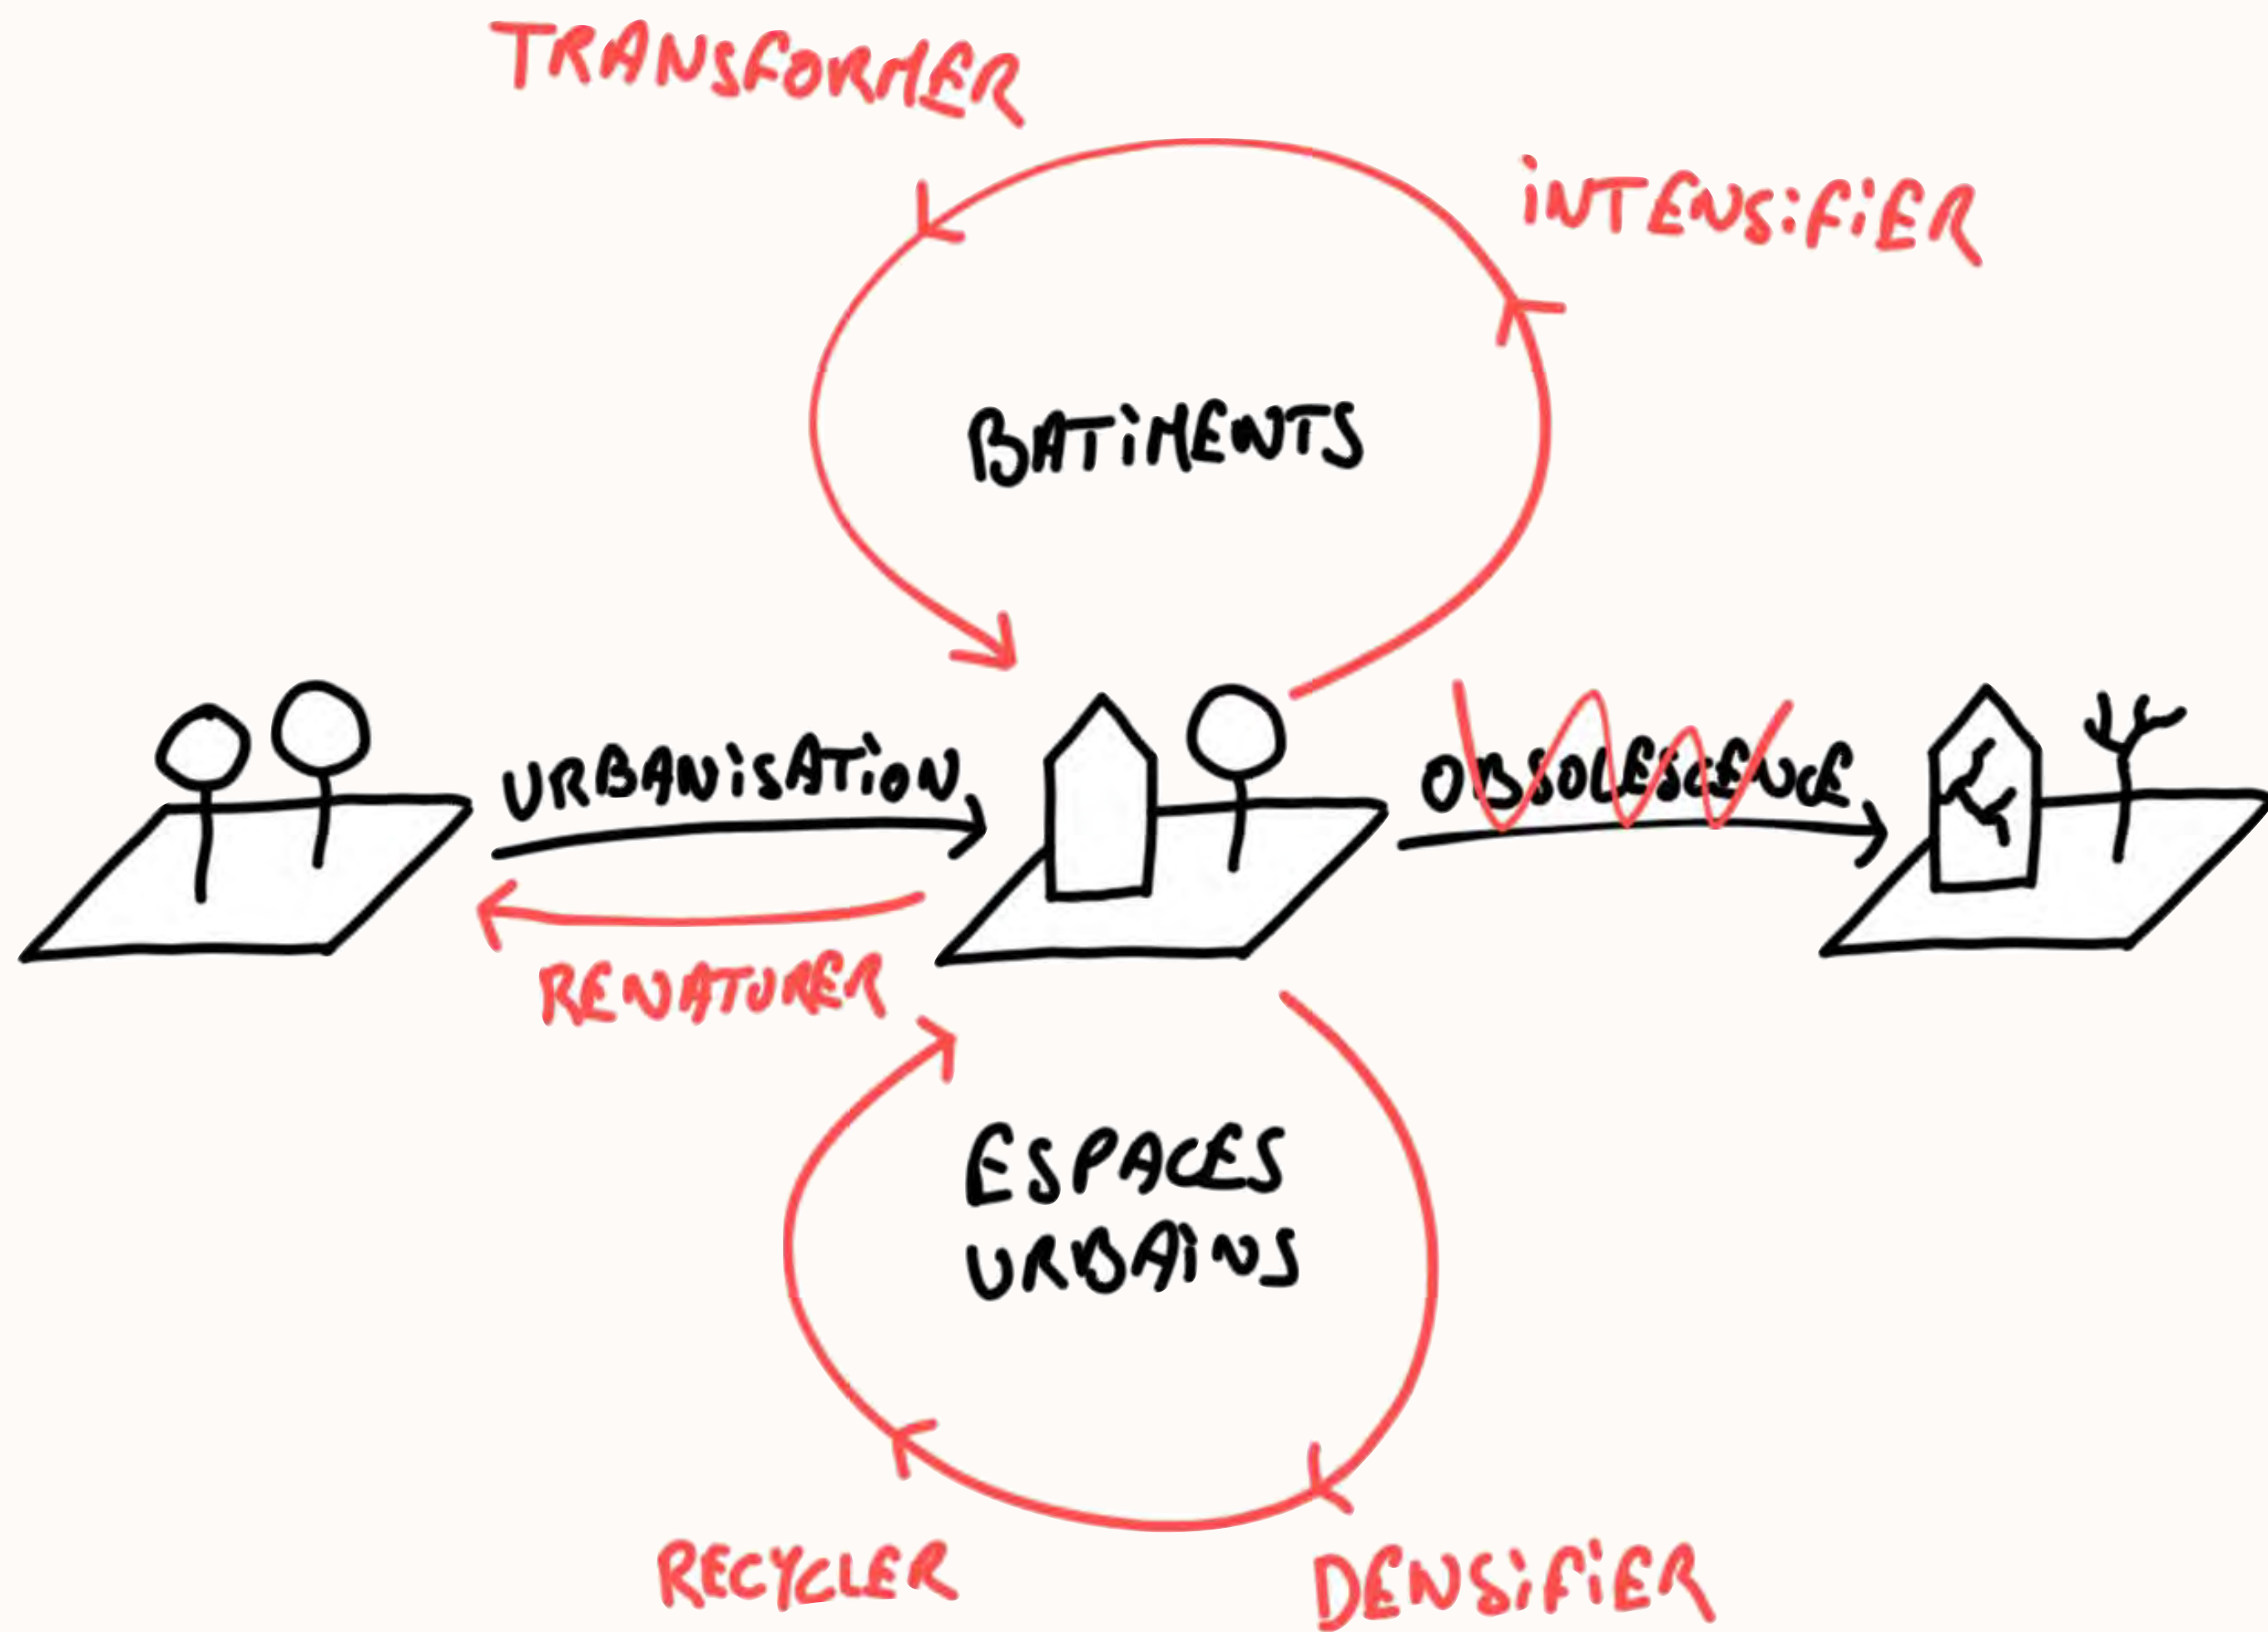 TRANSFORMER
iNTENSiFiER
BATiMENTS
URBANiSATiON
OBSOLESCENCE
RENATURER
ESPACES
URBAiNS
RECYCLER
DENSiFiER